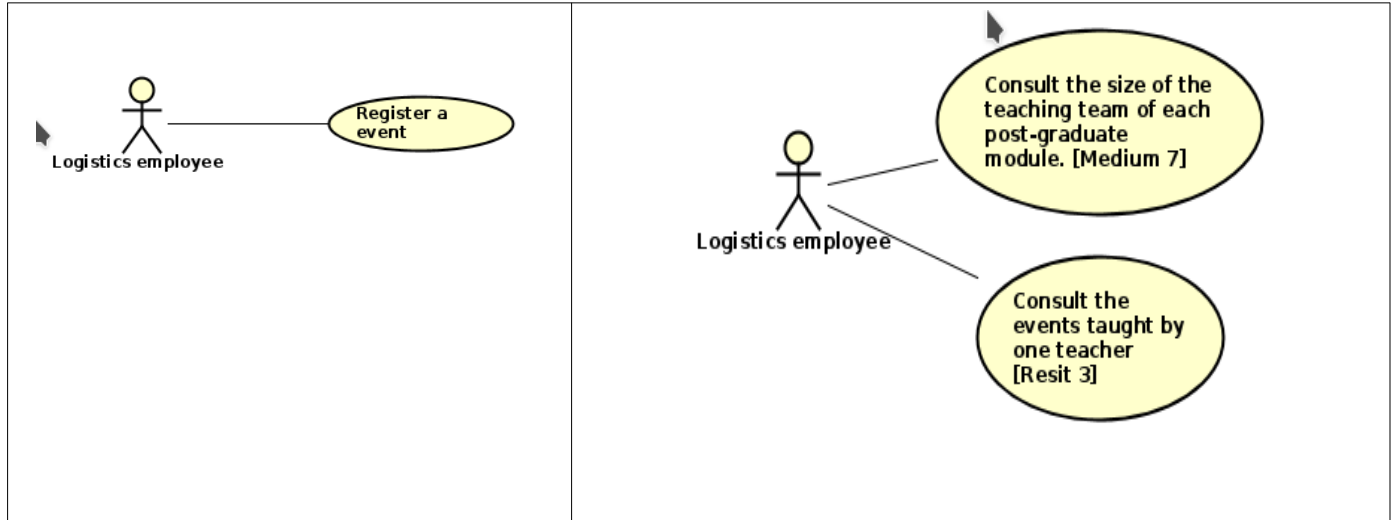 Register a
event
Logistics employee
Consult the size of the
teaching team of each
post-graduate
module. [Medium 7]
Logistics employee
Consult the
events taught by
one teacher
[Resit 3]